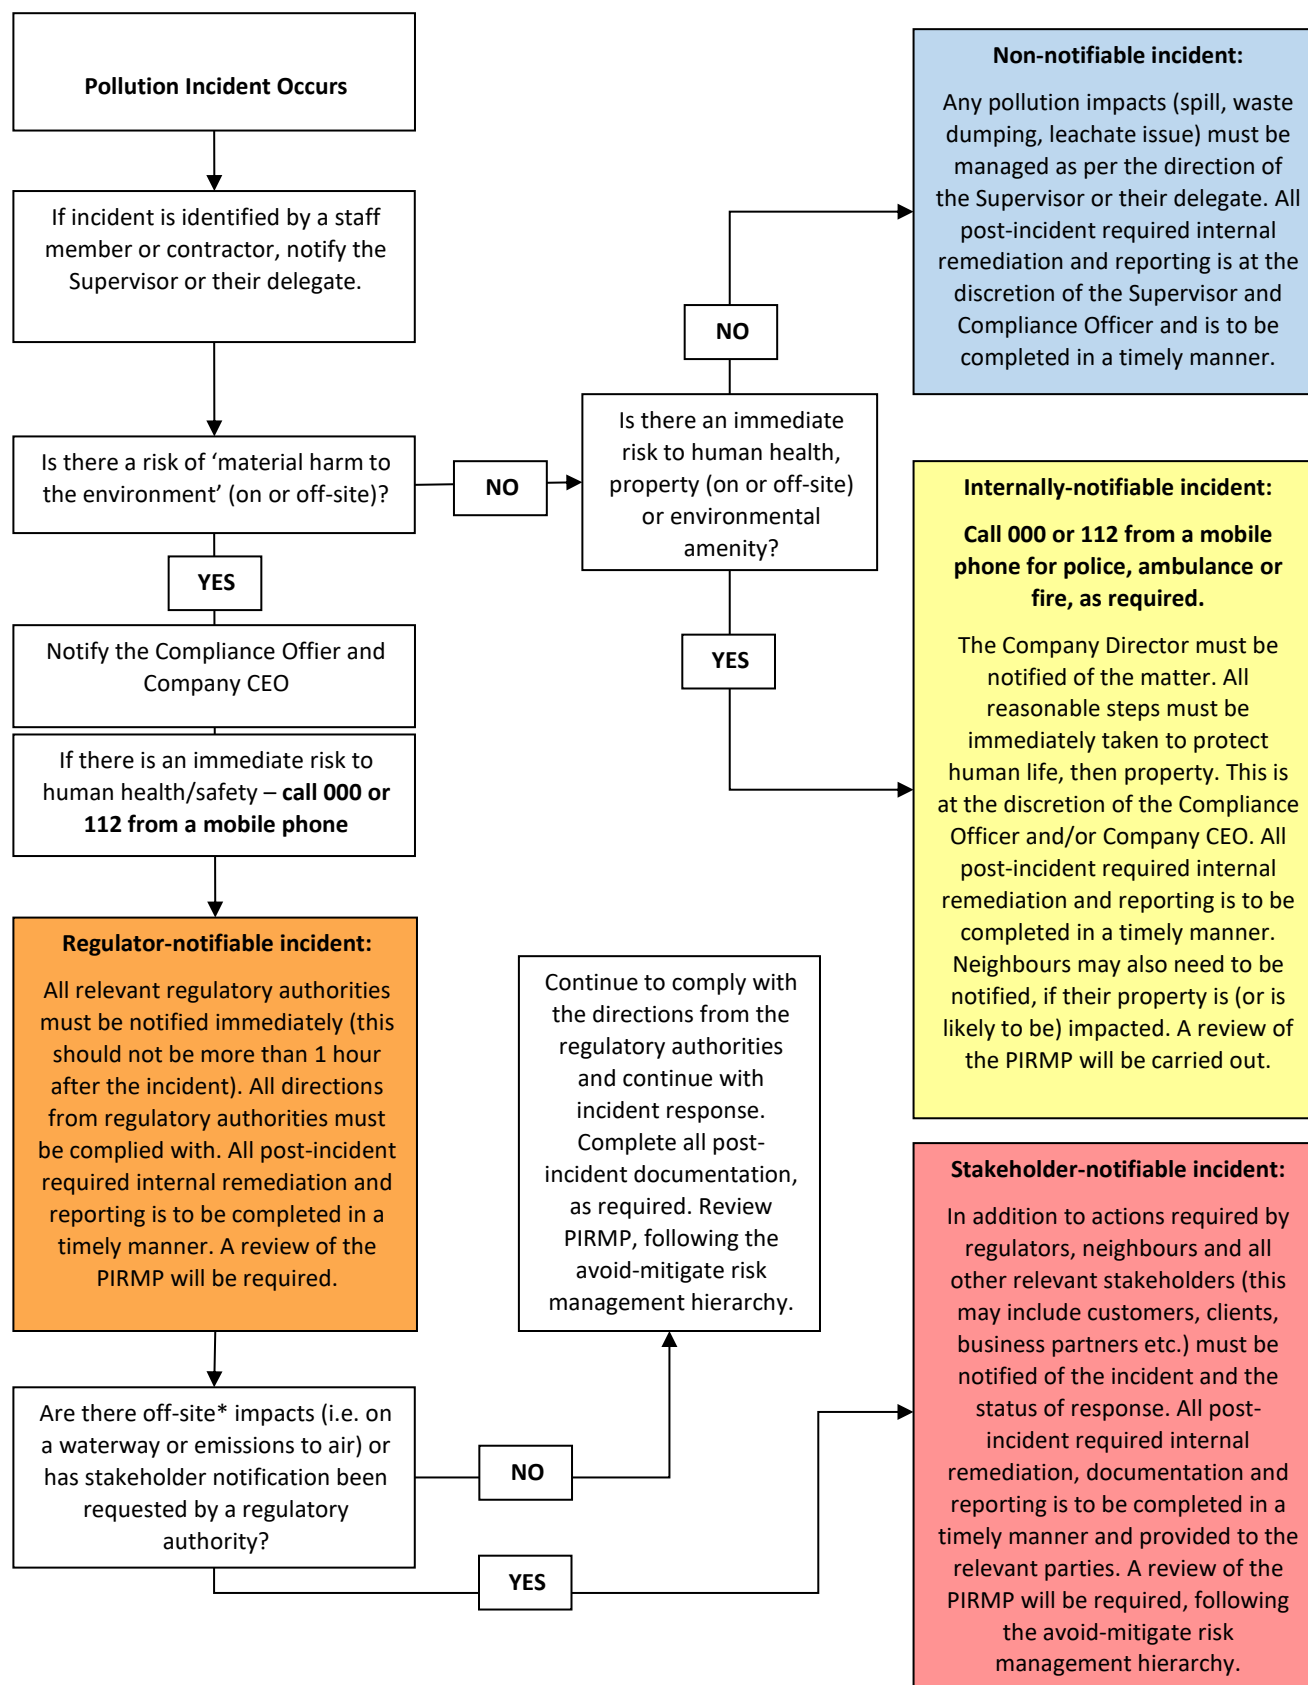 Pollution Incident Occurs
If incident is identified by a staff
member or contractor, notify the
Supervisor or their delegate.
Is there a risk of ‘material harm to
the environment’ (on or off-site)?
YES
Notify the Compliance Offier and
Company CEO
If there is an immediate risk to
human health/safety – call 000 or
112 from a mobile phone
Regulator-notifiable incident:
All relevant regulatory authorities
must be notified immediately (this
should not be more than 1 hour
after the incident). All directions
from regulatory authorities must
be complied with. All post-incident
required internal remediation and
reporting is to be completed in a
timely manner. A review of the
PIRMP will be required.
Are there off-site* impacts (i.e. on
a waterway or emissions to air) or
has stakeholder notification been
requested by a regulatory
authority?
NO
Is there an immediate
risk to human health,
property (on or off-site)
or environmental
amenity?
NO
YES
Continue to comply with
the directions from the
regulatory authorities
and continue with
incident response.
Complete all post-
incident documentation,
as required. Review
PIRMP, following the
avoid-mitigate risk
management hierarchy.
NO
YES
Non-notifiable incident:
Any pollution impacts (spill, waste
dumping, leachate issue) must be
managed as per the direction of
the Supervisor or their delegate. All
post-incident required internal
remediation and reporting is at the
discretion of the Supervisor and
Compliance Officer and is to be
completed in a timely manner.
Internally-notifiable incident:
Call 000 or 112 from a mobile
phone for police, ambulance or
fire, as required.
The Company Director must be
notified of the matter. All
reasonable steps must be
immediately taken to protect
human life, then property. This is
at the discretion of the Compliance
Officer and/or Company CEO. All
post-incident required internal
remediation and reporting is to be
completed in a timely manner.
Neighbours may also need to be
notified, if their property is (or is
likely to be) impacted. A review of
the PIRMP will be carried out.
Stakeholder-notifiable incident:
In addition to actions required by
regulators, neighbours and all
other relevant stakeholders (this
may include customers, clients,
business partners etc.) must be
notified of the incident and the
status of response. All post-
incident required internal
remediation, documentation and
reporting is to be completed in a
timely manner and provided to the
relevant parties. A review of the
PIRMP will be required, following
the avoid-mitigate risk
management hierarchy.